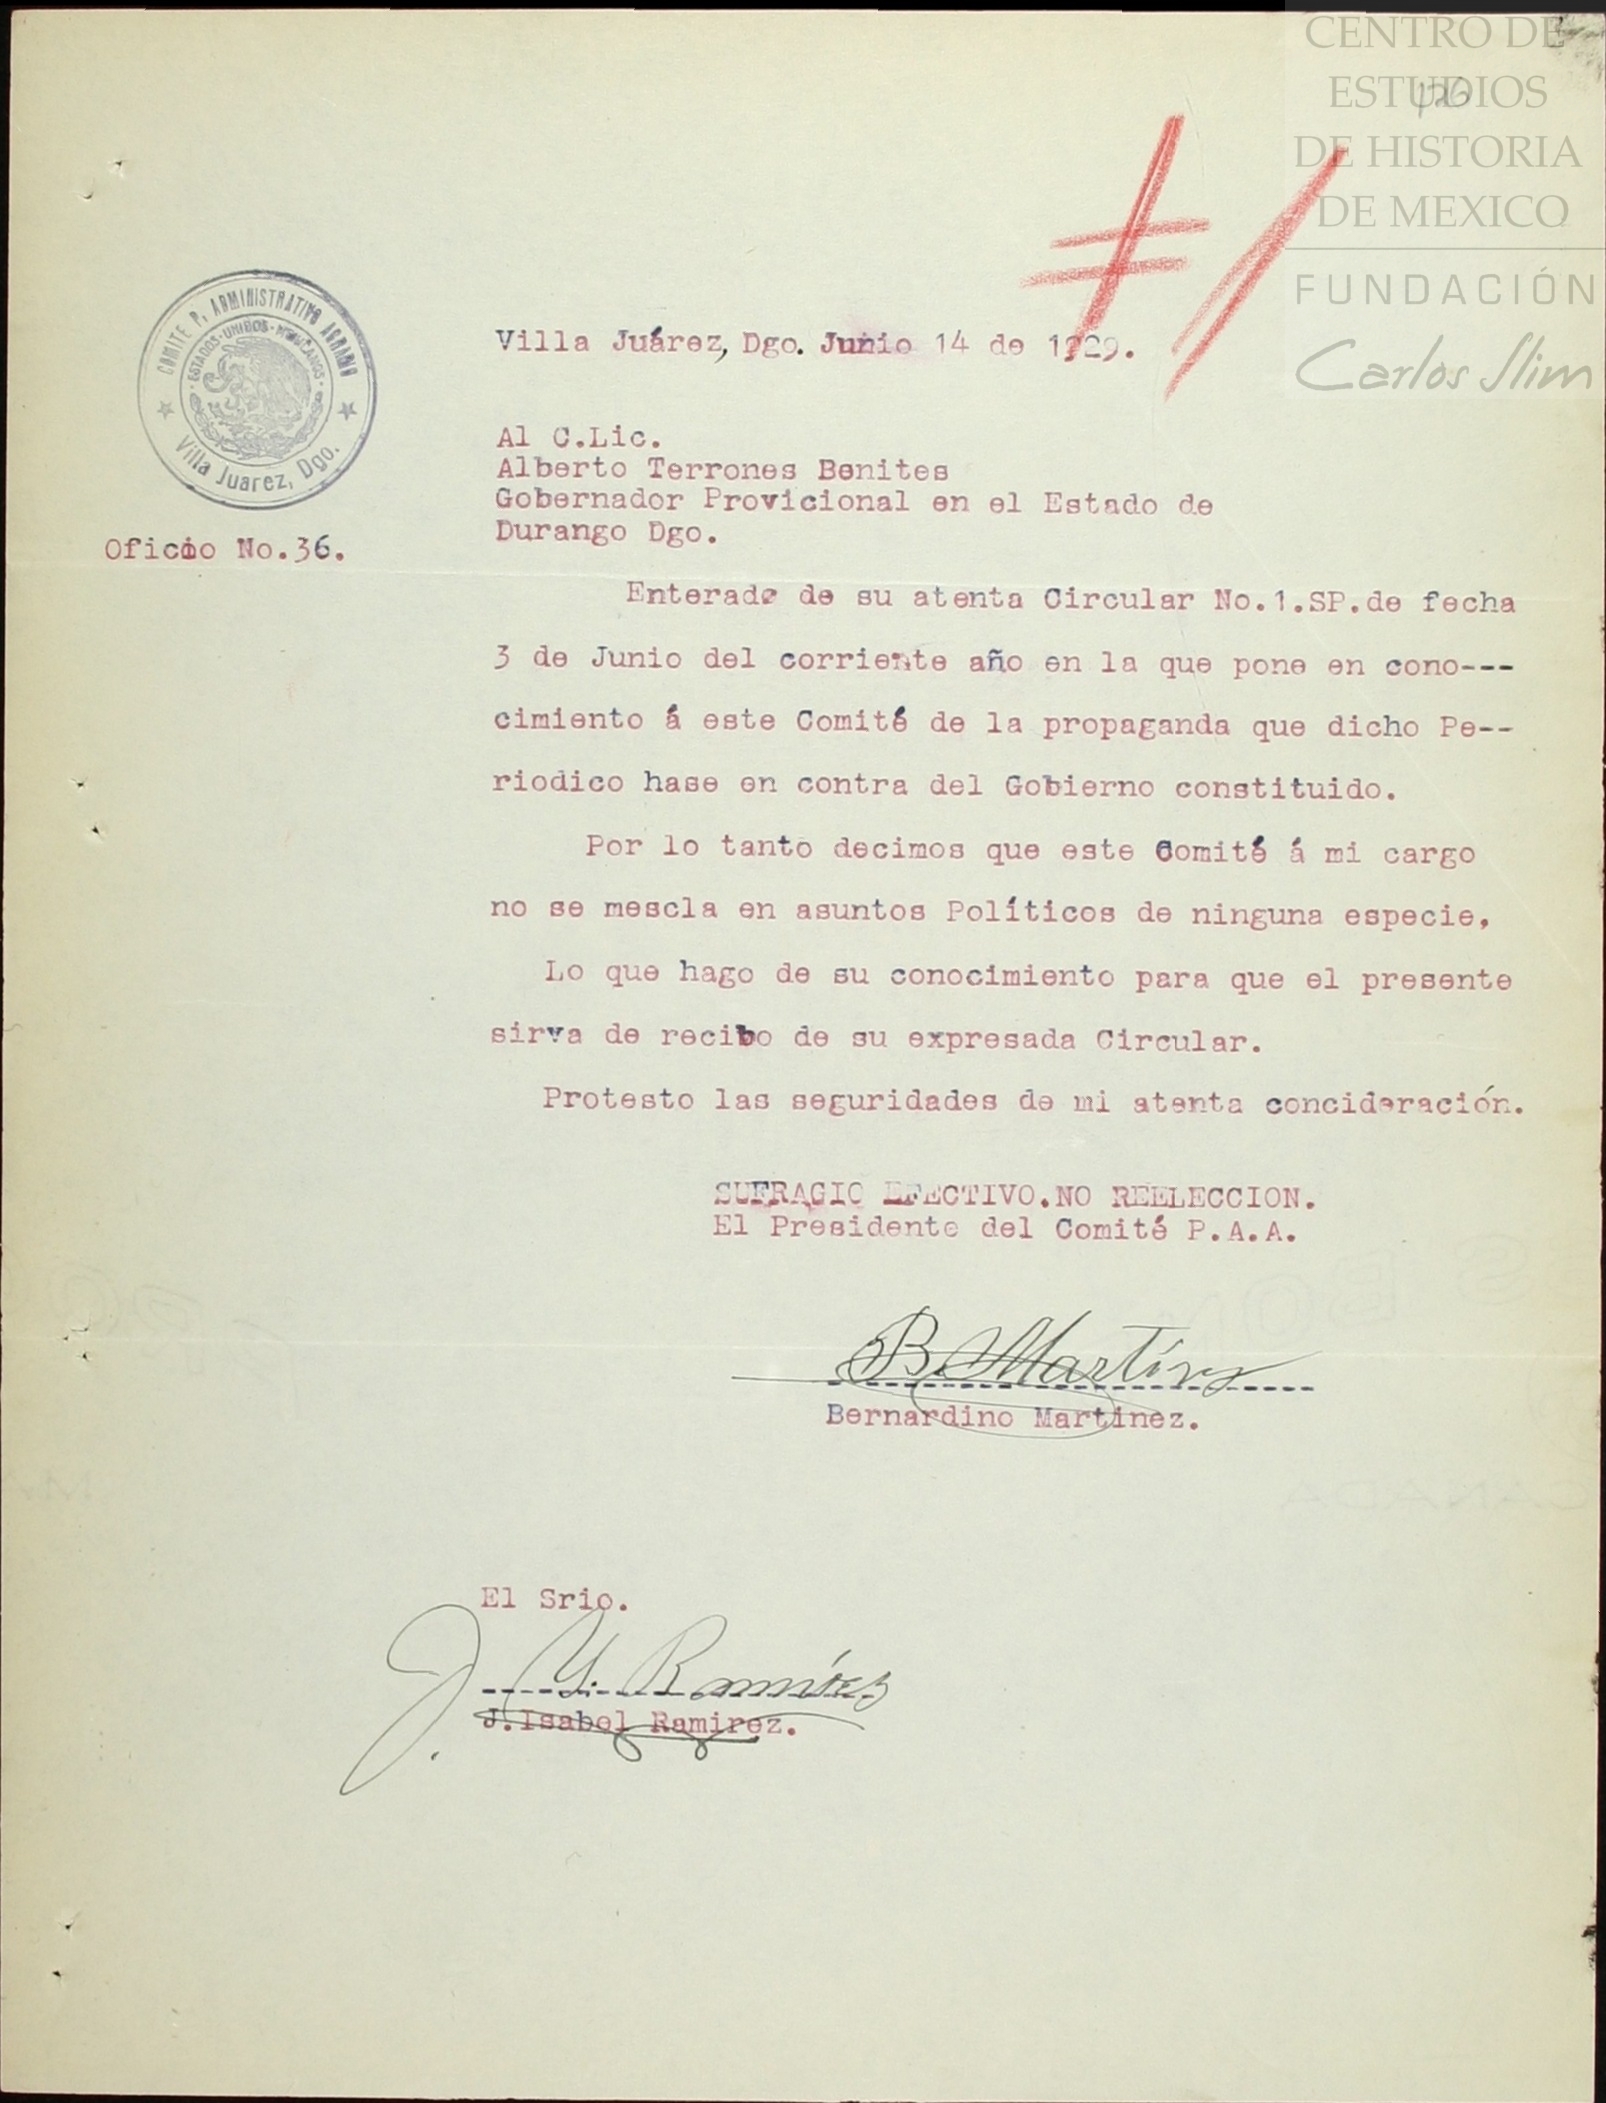 CENTRO DE
ESTUDIOS
DE HISTORIA
DE MEXICO
FUNDACIÓN
Carlos Slim
126
COMITE P. ADMINISTRATIVO AGRARIO
ESTADOS·UNIDOS·MEXICANOS
Villa Juarez, Dgo.
Villa Juárez, Dgo. Junio 14 de 1929.
Al C.Lic.
Alberto Terrones Benites
Gobernador Provicional en el Estado de
Durango Dgo.
Oficio No.36.
Enterado de su atenta Circular No.1.SP.de fecha
3 de Junio del corriente año en la que pone en cono---
cimiento á este Comité de la propaganda que dicho Pe--
riodico hase en contra del Gobierno constituido.
Por lo tanto decimos que este Comité á mi cargo
no se mescla en asuntos Políticos de ninguna especie,
Lo que hago de su conocimiento para que el presente
sirva de recibo de su expresada Circular.
Protesto las seguridades de mi atenta concideración.
SUFRAGIO EFECTIVO.NO REELECCION.
El Presidente del Comité P.A.A.
B. Martínez
Bernardino Martinez.
El Srio.
J. Y. Ramírez
J.Isabel Ramirez.